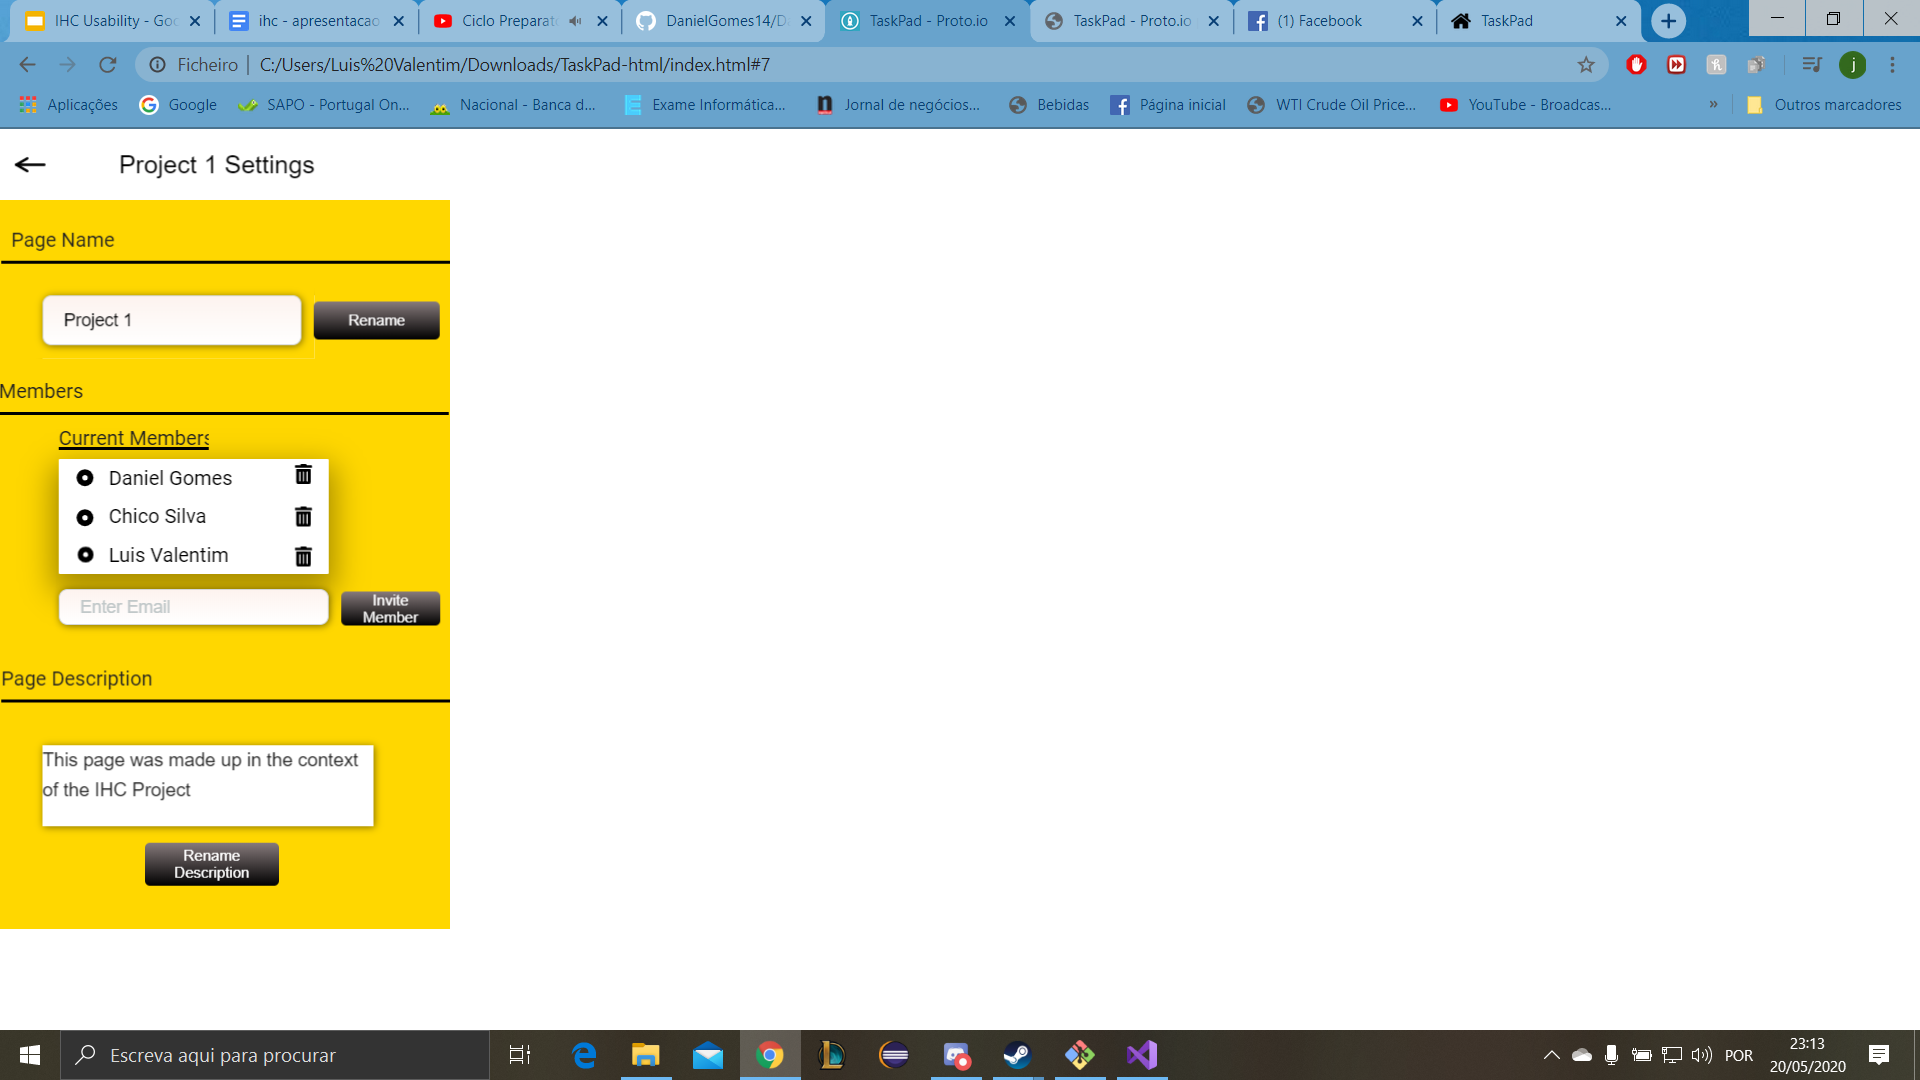 IHC Usability - Goo
ihc - apresentacao
Ciclo Preparat
DanielGomes14/D
TaskPad - Proto.io
TaskPad - Proto.io
(1) Facebook
TaskPad
Ficheiro
C:/Users/Luis%20Valentim/Downloads/TaskPad-html/index.html#7
j
Aplicações
Google
SAPO - Portugal On...
Nacional - Banca d...
Exame Informática...
Jornal de negócios...
Bebidas
Página inicial
WTI Crude Oil Price...
YouTube - Broadcas...
»
Outros marcadores
Project 1 Settings
Page Name
Project 1
Rename
Members
Current Members
Daniel Gomes
Chico Silva
Luis Valentim
Enter Email
Invite
Member
Page Description
This page was made up in the context
of the IHC Project
Rename
Description
Escreva aqui para procurar
POR
23:13
20/05/2020